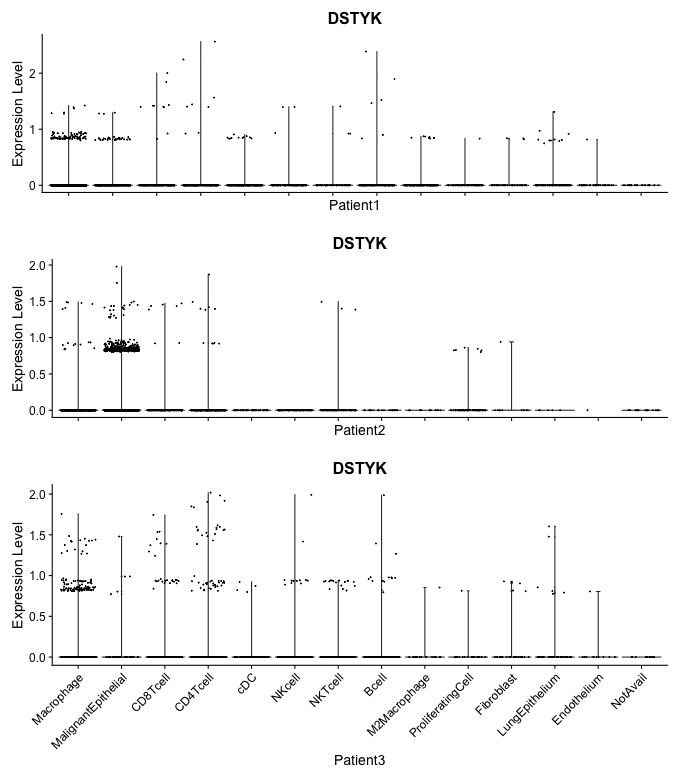 DSTYK
Expression Level
2
1
0
Patient1
DSTYK
Expression Level
2.0
1.5
1.0
0.5
0.0
Patient2
DSTYK
Expression Level
2.0
1.5
1.0
0.5
0.0
Macrophage
MalignantEpithelial
CD8Tcell
CD4Tcell
cDC
NKcell
NKTcell
Bcell
M2Macrophage
ProliferatingCell
Fibroblast
LungEpithelium
Endothelium
NotAvail
Patient3